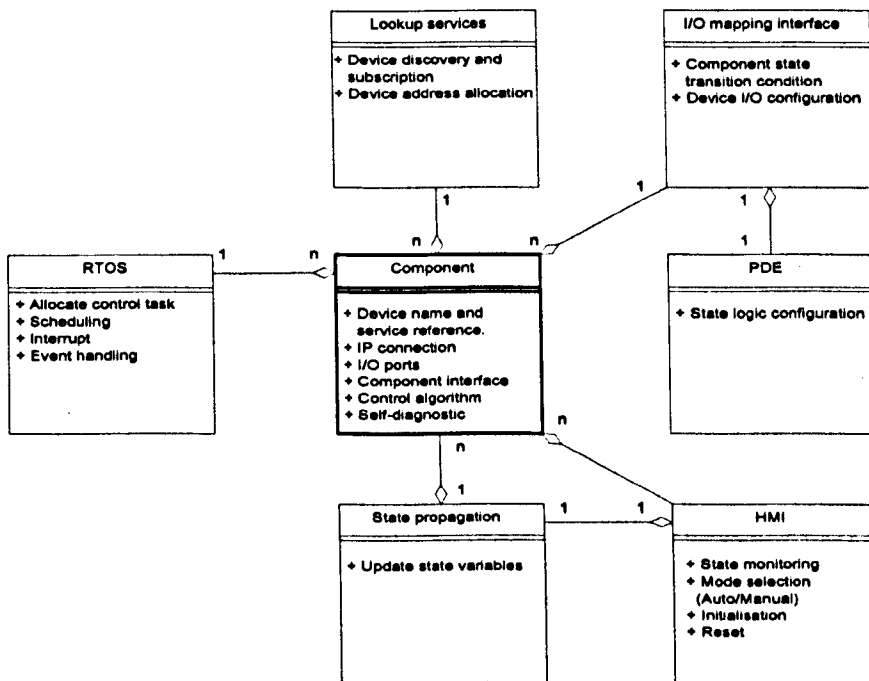 Lookup services
+ Device discovery and
subscription
+ Device address allocation
I/O mapping interface
+ Component state
transition condition
+ Device I/O configuration
1
1
1
n
n
1
n
1
RTOS
+ Allocate control task
+ Scheduling
+ Interrupt
+ Event handling
Component
+ Device name and
service reference.
+ IP connection
+ I/O ports
+ Component interface
+ Control algorithm
+ Self-diagnostic
PDE
+ State logic configuration
n
n
1
1
1
State propagation
+ Update state variables
HMI
+ State monitoring
+ Mode selection
(Auto/Manual)
+ Initialisation
+ Reset